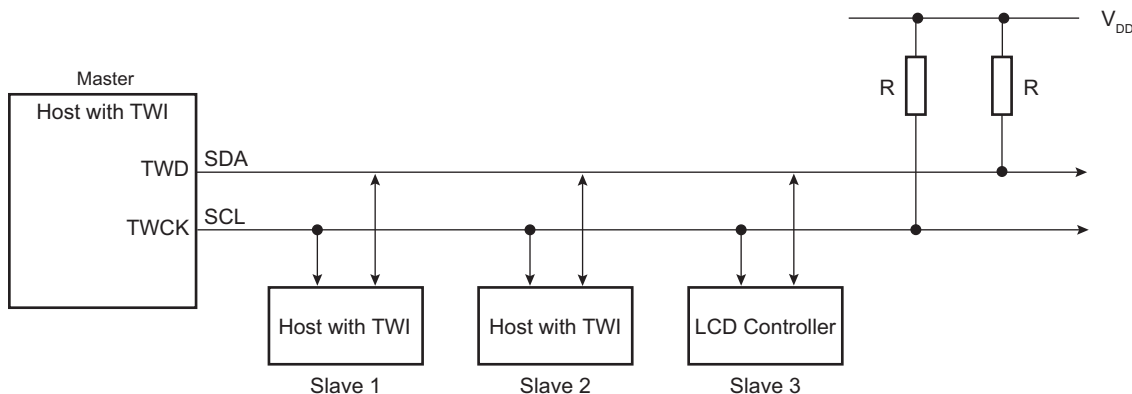 V_DD
R R
Master
Host with TWI
TWD SDA
TWCK SCL
Host with TWI Host with TWI LCD Controller
Slave 1 Slave 2 Slave 3